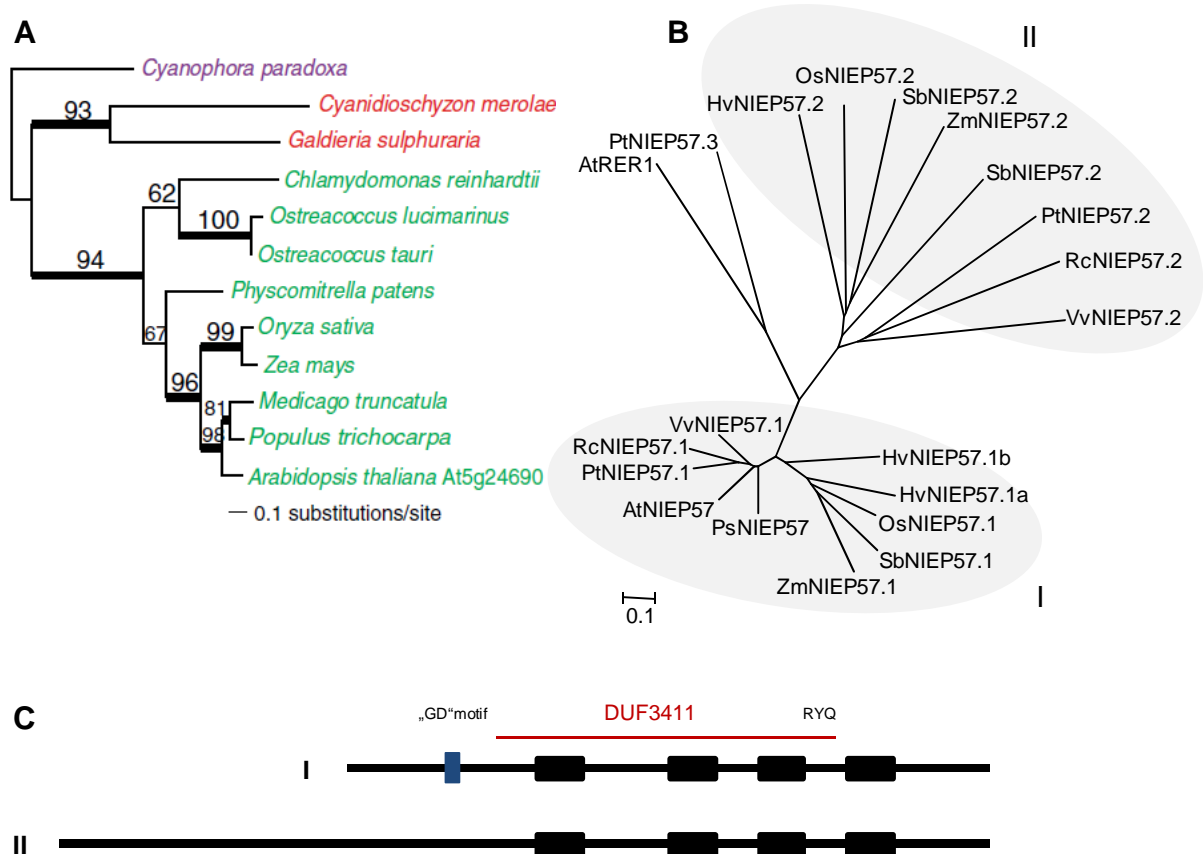 A
Cyanophora paradoxa
93
Cyanidioschyzon merolae
Galdieria sulphuraria
62
Chlamydomonas reinhardtii
100
Ostreacoccus lucimarinus
Ostreacoccus tauri
94
Physcomitrella patens
67
99
Oryza sativa
Zea mays
96
81
Medicago truncatula
98
Populus trichocarpa
Arabidopsis thaliana At5g24690
0.1 substitutions/site
B
II
OsNIEP57.2
HvNIEP57.2
SbNIEP57.2
ZmNIEP57.2
PtNIEP57.3
AtRER1
SbNIEP57.2
PtNIEP57.2
RcNIEP57.2
VvNIEP57.2
VvNIEP57.1
RcNIEP57.1
PtNIEP57.1
AtNIEP57
PsNIEP57
HvNIEP57.1b
HvNIEP57.1a
OsNIEP57.1
SbNIEP57.1
ZmNIEP57.1
I
0.1
C
„GD“motif
DUF3411
RYQ
I
II